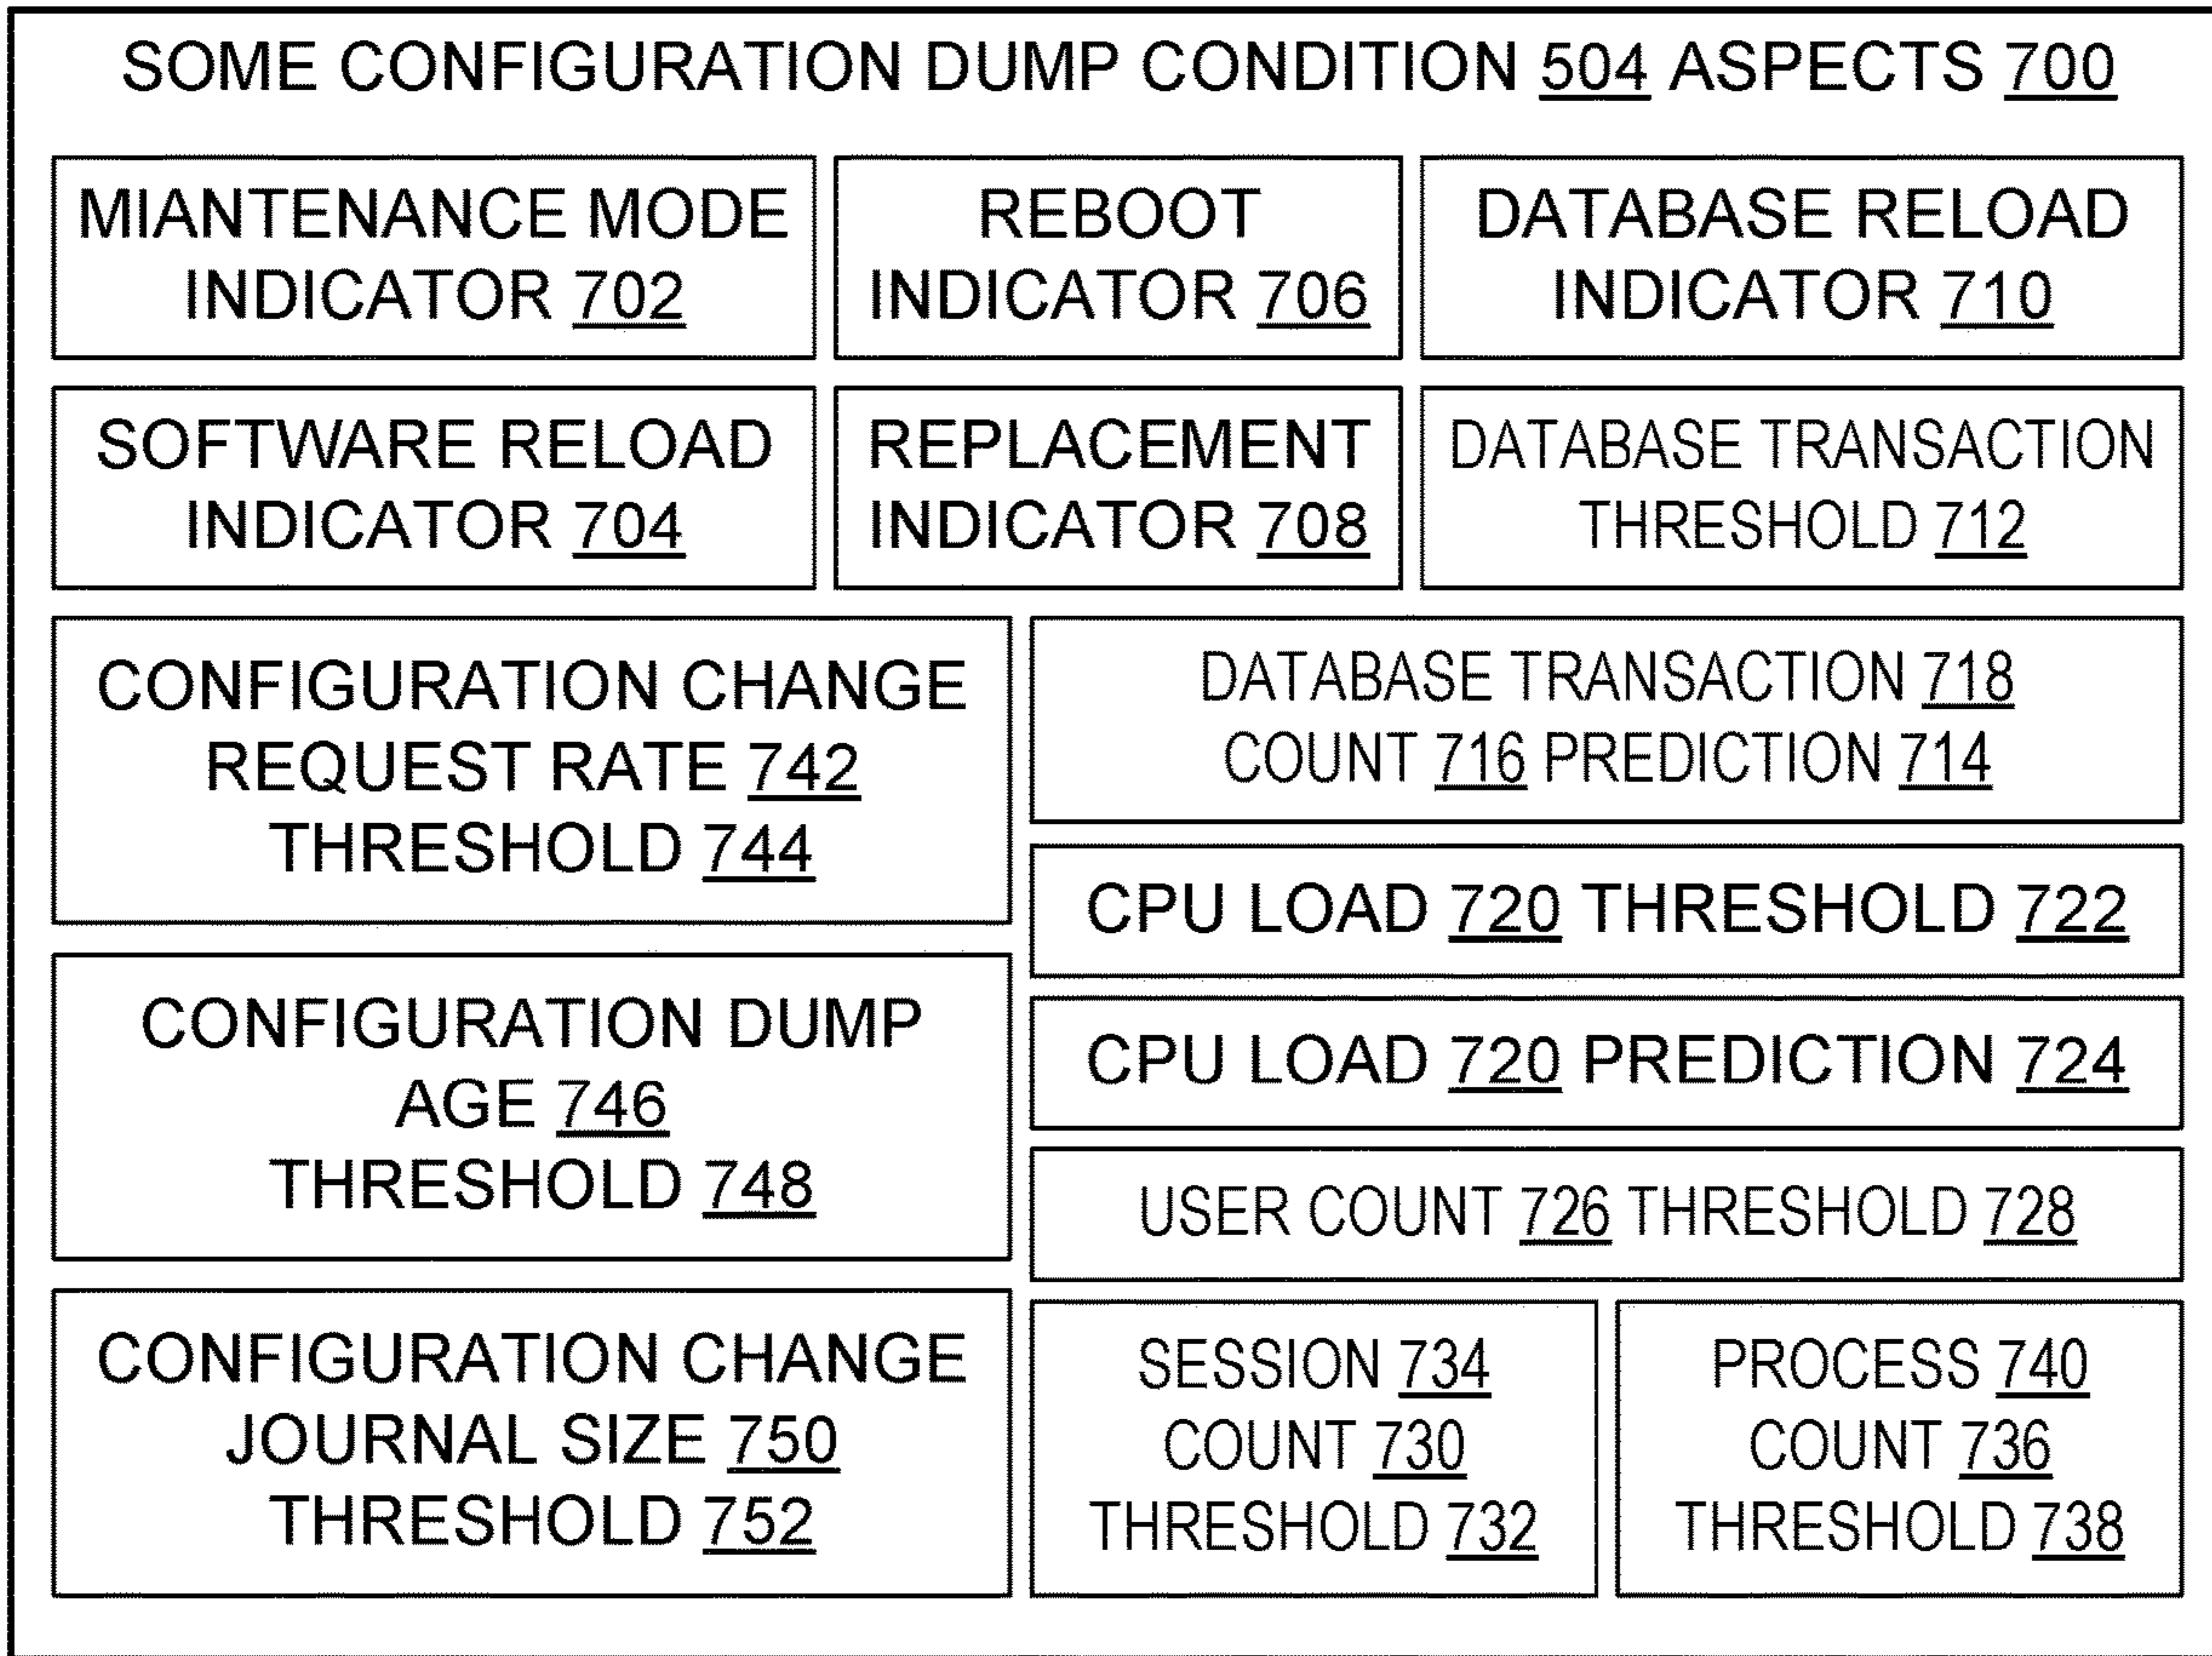 SOME CONFIGURATION DUMP CONDITION 504 ASPECTS 700
MIANTENANCE MODE
INDICATOR 702
REBOOT
INDICATOR 706
DATABASE RELOAD
INDICATOR 710
SOFTWARE RELOAD
INDICATOR 704
REPLACEMENT
INDICATOR 708
DATABASE TRANSACTION
THRESHOLD 712
CONFIGURATION CHANGE
REQUEST RATE 742
THRESHOLD 744
DATABASE TRANSACTION 718
COUNT 716 PREDICTION 714
CPU LOAD 720 THRESHOLD 722
CONFIGURATION DUMP
AGE 746
THRESHOLD 748
CPU LOAD 720 PREDICTION 724
USER COUNT 726 THRESHOLD 728
CONFIGURATION CHANGE
JOURNAL SIZE 750
THRESHOLD 752
SESSION 734
COUNT 730
THRESHOLD 732
PROCESS 740
COUNT 736
THRESHOLD 738